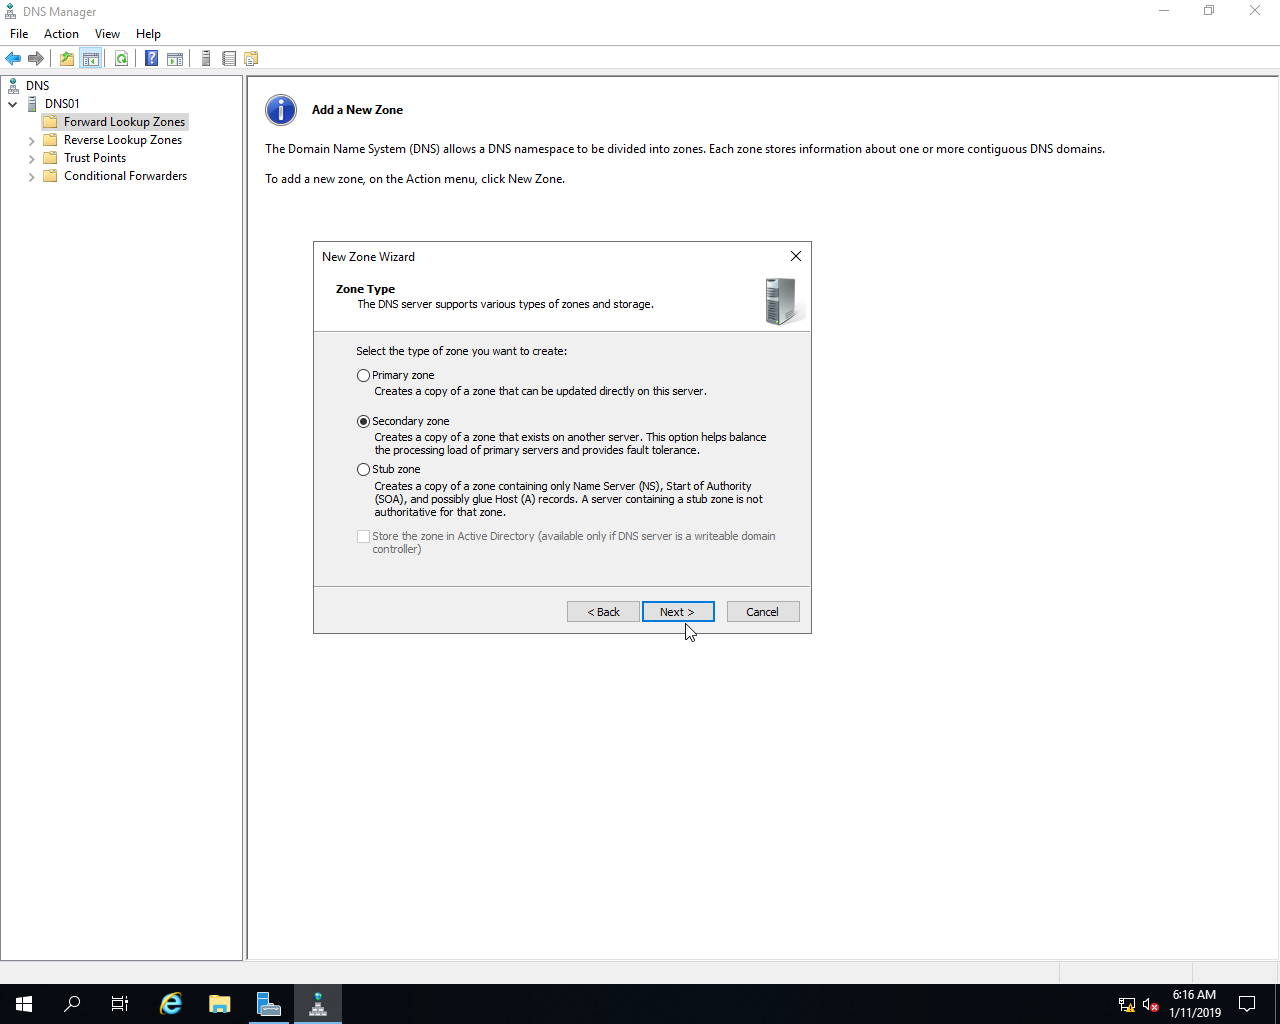 DNS Manager
File Action View Help
DNS
DNS01
Forward Lookup Zones
Reverse Lookup Zones
Trust Points
Conditional Forwarders
Add a New Zone
The Domain Name System (DNS) allows a DNS namespace to be divided into zones. Each zone stores information about one or more contiguous DNS domains.
To add a new zone, on the Action menu, click New Zone.
New Zone Wizard
Zone Type
The DNS server supports various types of zones and storage.
Select the type of zone you want to create:
Primary zone
Creates a copy of a zone that can be updated directly on this server.
Secondary zone
Creates a copy of a zone that exists on another server. This option helps balance
the processing load of primary servers and provides fault tolerance.
Stub zone
Creates a copy of a zone containing only Name Server (NS), Start of Authority
(SOA), and possibly glue Host (A) records. A server containing a stub zone is not
authoritative for that zone.
Store the zone in Active Directory (available only if DNS server is a writeable domain
controller)
< Back Next > Cancel
6:16 AM
1/11/2019